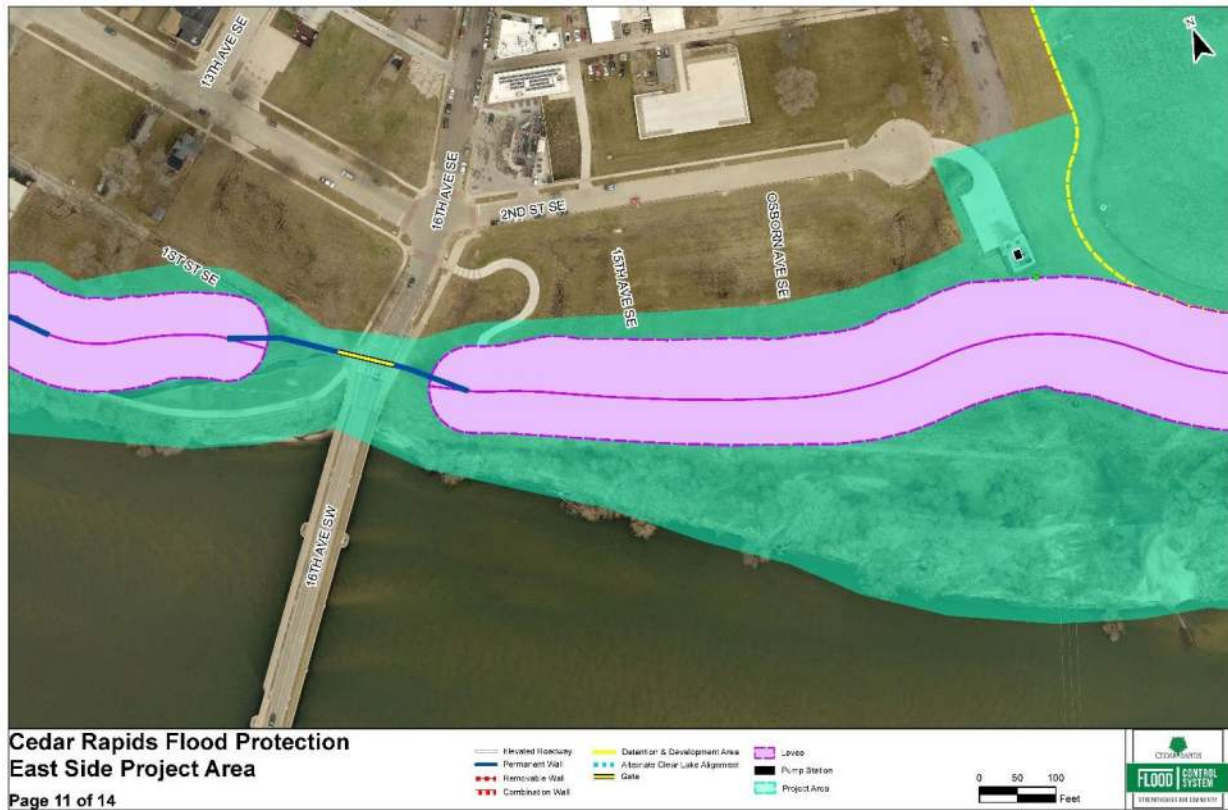 13TH AVE SE
16TH AVE SE
2ND ST SE
OSBORN AVE SE
15TH AVE SE
1ST ST SE
16TH AVE SW
N
Cedar Rapids Flood Protection
East Side Project Area
Page 11 of 14
Elevated Roadway
Permanent Wall
Removable Wall
Combination Wall
Detention & Development Area
Alternate Clear Lake Alignment
Gate
Levee
Pump Station
Project Area
0 50 100
Feet
CEDAR RAPIDS
FLOOD CONTROL SYSTEM